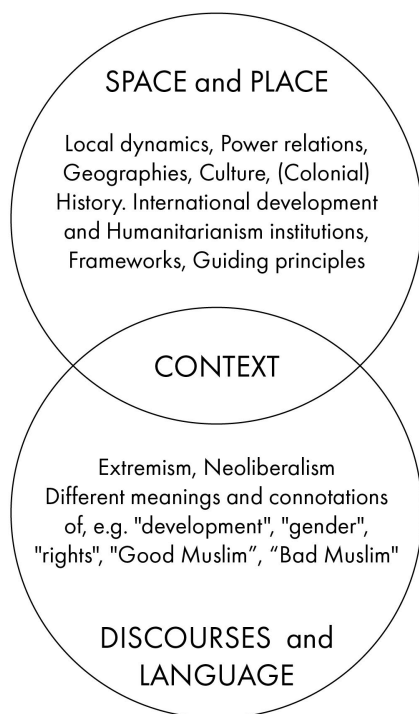 SPACE and PLACE
Local dynamics, Power relations,
Geographies, Culture, (Colonial)
History. International development
and Humanitarianism institutions,
Frameworks, Guiding principles
CONTEXT
Extremism, Neoliberalism
Different meanings and connotations
of, e.g. "development", "gender",
"rights", "Good Muslim”, “Bad Muslim"
DISCOURSES and
LANGUAGE